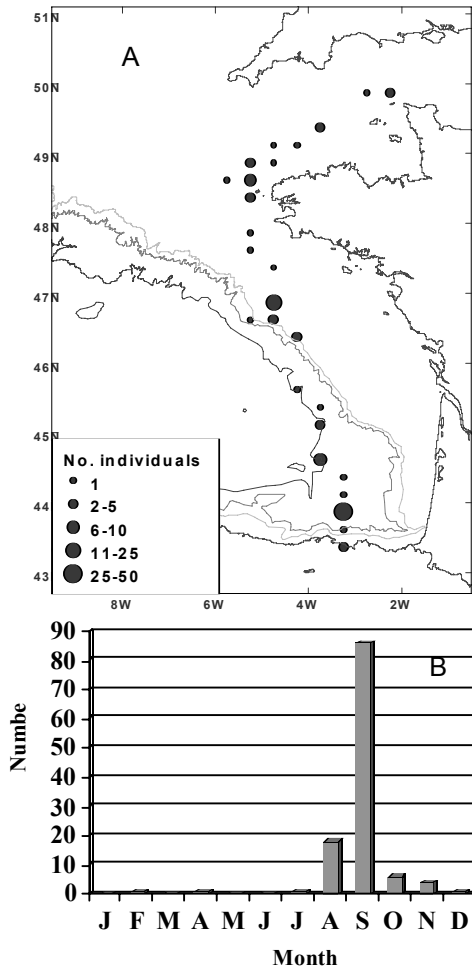 51N
A
50N
49N
48N
47N
46N
45N
44N
43N
No. individuals
1
2-5
6-10
11-25
25-50
8W 6W 4W 2W
90
80
70
60
50
40
30
20
10
0
B
Numbe
J F M A M J J A S O N D
Month